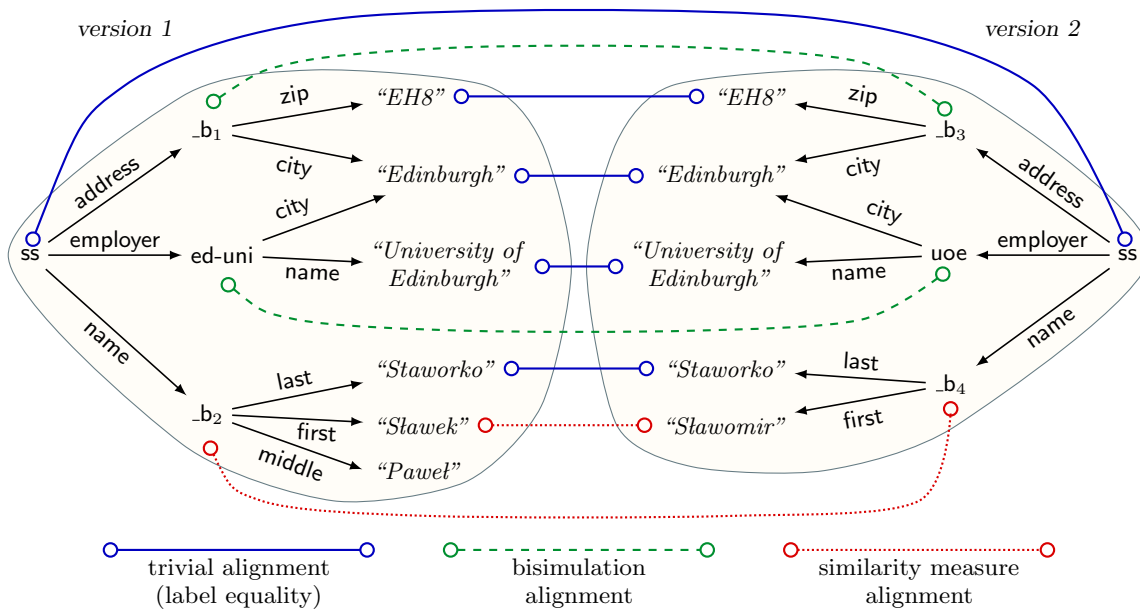 version 1
version 2
zip
“EH8”
“EH8”
zip
_b1
_b3
address
city
“Edinburgh”
“Edinburgh”
city
address
city
city
ss
employer
ed-uni
“University of
Edinburgh”
“University of
Edinburgh”
uoe
employer
ss
name
name
name
name
last
“Staworko”
“Staworko”
last
_b2
_b4
first
“Sławek”
“Sławomir”
first
middle
“Paweł”
trivial alignment
(label equality)
bisimulation
alignment
similarity measure
alignment